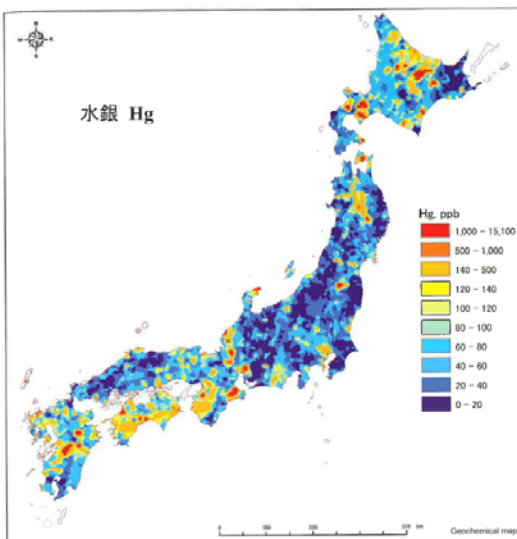 水銀 Hg
Hg, ppb
1,000 - 15,100
500 - 1,000
140 - 500
120 - 140
100 - 120
80 - 100
60 - 80
40 - 60
20 - 40
0 - 20
Geochemical map